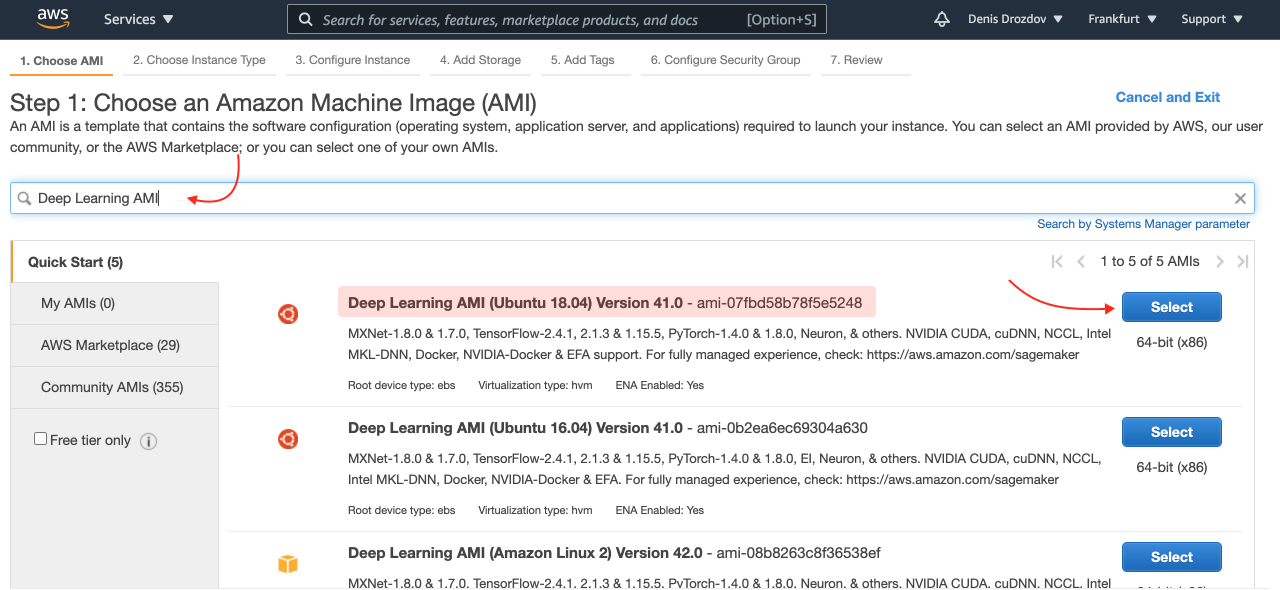 aws Services Search for services, features, marketplace products, and docs [Option+S] Denis Drozdov Frankfurt Support
1. Choose AMI 2. Choose Instance Type 3. Configure Instance 4. Add Storage 5. Add Tags 6. Configure Security Group 7. Review
Step 1: Choose an Amazon Machine Image (AMI) Cancel and Exit
An AMI is a template that contains the software configuration (operating system, application server, and applications) required to launch your instance. You can select an AMI provided by AWS, our user
community, or the AWS Marketplace; or you can select one of your own AMIs.
Deep Learning AMI
Search by Systems Manager parameter
Quick Start (5) 1 to 5 of 5 AMIs
My AMIs (0)
AWS Marketplace (29)
Community AMIs (355)
Free tier only
Deep Learning AMI (Ubuntu 18.04) Version 41.0 - ami-07fbd58b78f5e5248 Select
MXNet-1.8.0 & 1.7.0, TensorFlow-2.4.1, 2.1.3 & 1.15.5, PyTorch-1.4.0 & 1.8.0, Neuron, & others. NVIDIA CUDA, cuDNN, NCCL, Intel 64-bit (x86)
MKL-DNN, Docker, NVIDIA-Docker & EFA support. For fully managed experience, check: https://aws.amazon.com/sagemaker
Root device type: ebs Virtualization type: hvm ENA Enabled: Yes
Deep Learning AMI (Ubuntu 16.04) Version 41.0 - ami-0b2ea6ec69304a630 Select
MXNet-1.8.0 & 1.7.0, TensorFlow-2.4.1, 2.1.3 & 1.15.5, PyTorch-1.4.0 & 1.8.0, EI, Neuron, & others. NVIDIA CUDA, cuDNN, NCCL, 64-bit (x86)
Intel MKL-DNN, Docker, NVIDIA-Docker & EFA. For fully managed experience, check: https://aws.amazon.com/sagemaker
Root device type: ebs Virtualization type: hvm ENA Enabled: Yes
Deep Learning AMI (Amazon Linux 2) Version 42.0 - ami-08b8263c8f36538ef Select
MXNet-1.8.0 & 1.7.0, TensorFlow-2.4.1, 2.1.3 & 1.15.5, PyTorch-1.4.0 & 1.8.0, Neuron, & others. NVIDIA CUDA, cuDNN, NCCL, Intel